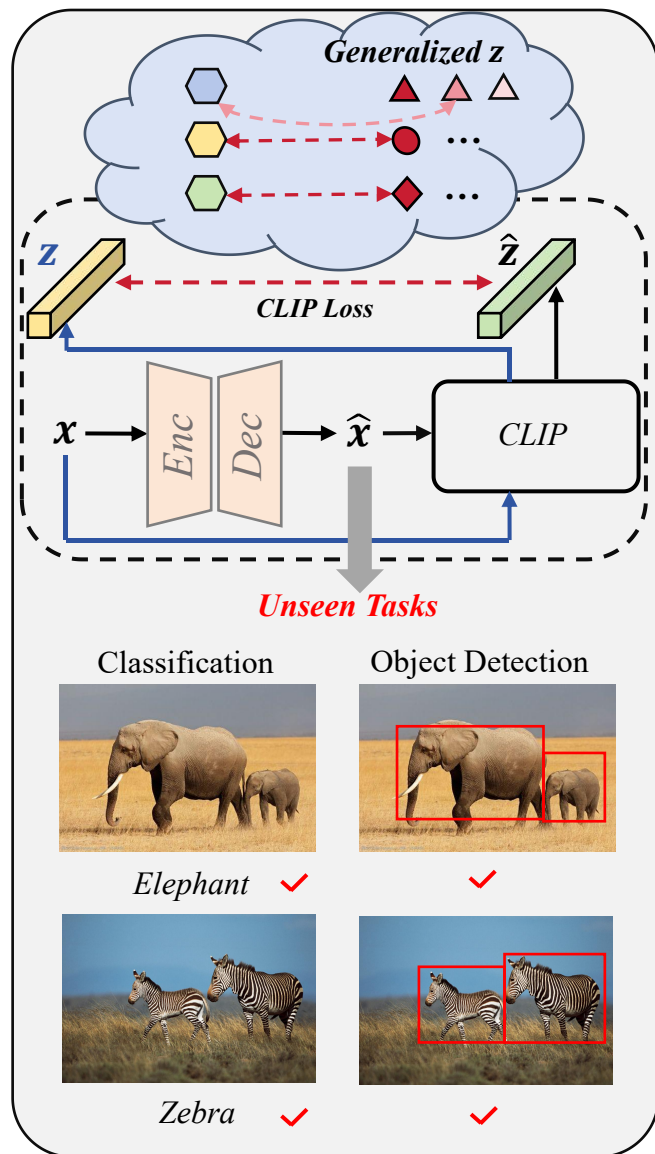 Generalized z
...
...
z
ẑ
CLIP Loss
x
Enc
Dec
x̂
CLIP
Unseen Tasks
Classification
Object Detection
Elephant
Zebra